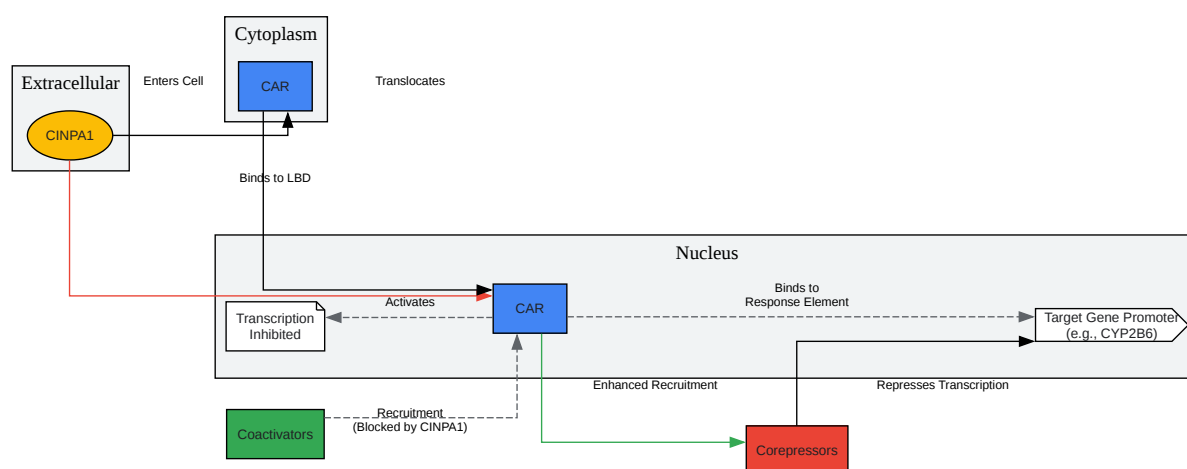 Cytoplasm
Extracellular
Enters Cell
CAR
Translocates
CINPA1
Binds to LBD
Nucleus
Activates
Binds to
Response Element
Transcription
Inhibited
CAR
Target Gene Promoter
(e.g., CYP2B6)
Enhanced Recruitment
Represses Transcription
Coactivators
Recruitment
(Blocked by CINPA1)
Corepressors